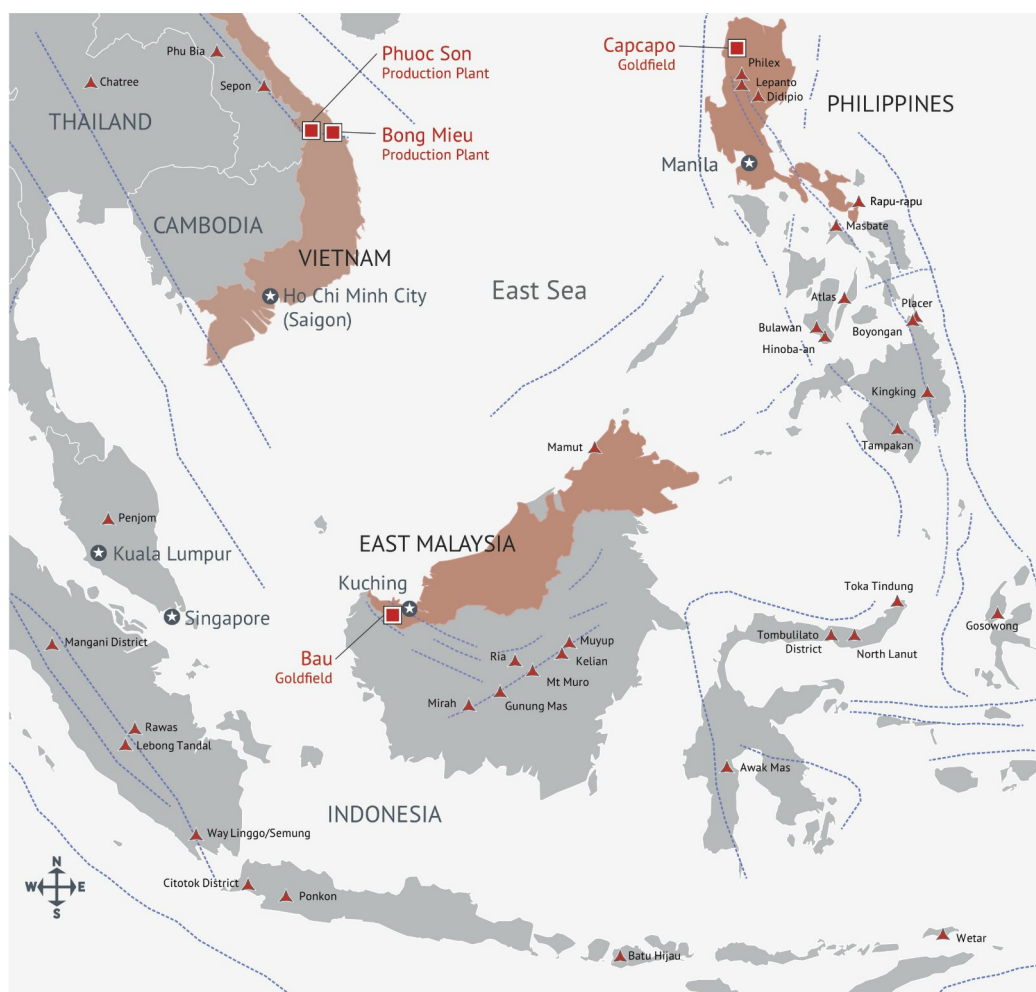 Phu Bia
Chatree
Sepon
THAILAND
Phuoc Son
Production Plant
Bong Mieu
Production Plant
CAMBODIA
VIETNAM
Ho Chi Minh City
(Saigon)
East Sea
Capcapo
Goldfield
Philex
Lepanto
Didipio
PHILIPPINES
Manila
Rapu-rapu
Masbate
Atlas
Placer
Bulawan
Boyongan
Hinoba-an
Kingking
Tampakan
Mamut
Penjom
Kuala Lumpur
Singapore
EAST MALAYSIA
Kuching
Bau
Goldfield
Mangani District
Rawas
Lebong Tandal
Way Linggo/Semung
Muyup
Ria
Kelian
Mt Muro
Mirah
Gunung Mas
Toka Tindung
Tombulilato
District
North Lanut
Gosowong
Awak Mas
INDONESIA
N
W
E
S
Citotok District
Ponkon
Batu Hijau
Wetar